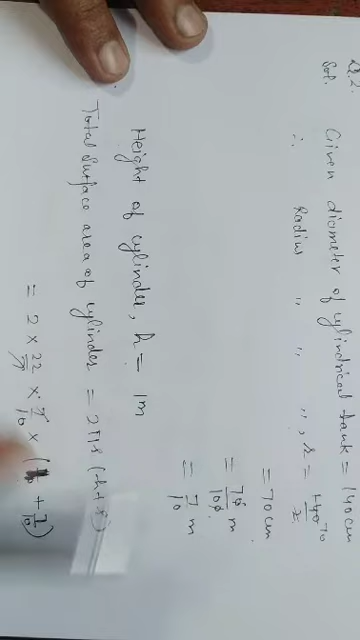 Q.2.
Sol. Given diameter of cylindrical tank = 140 cm
∴ Radius " " ", r = 140/2 70
= 70 cm
= 70/100 m
= 7/10 m
Height of cylinder, h = 1m
Total Surface area of cylinder = 2πr (h + r)
= 2 × 22/7 × 7/10 × ( + 7/10)